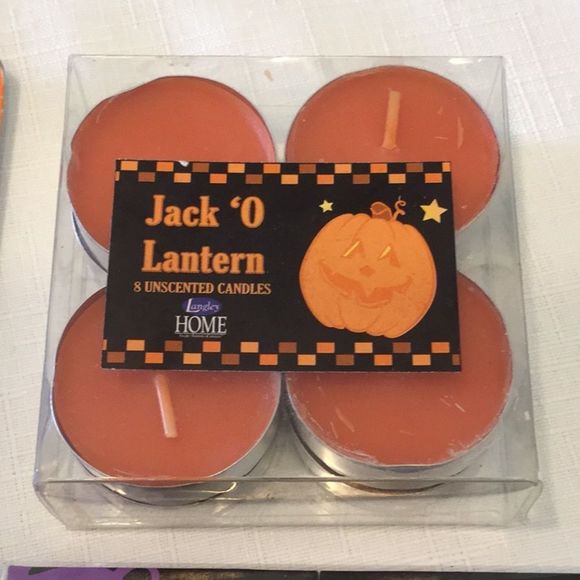 Jack ‘O
Lantern
8 UNSCENTED CANDLES
Langley
HOME